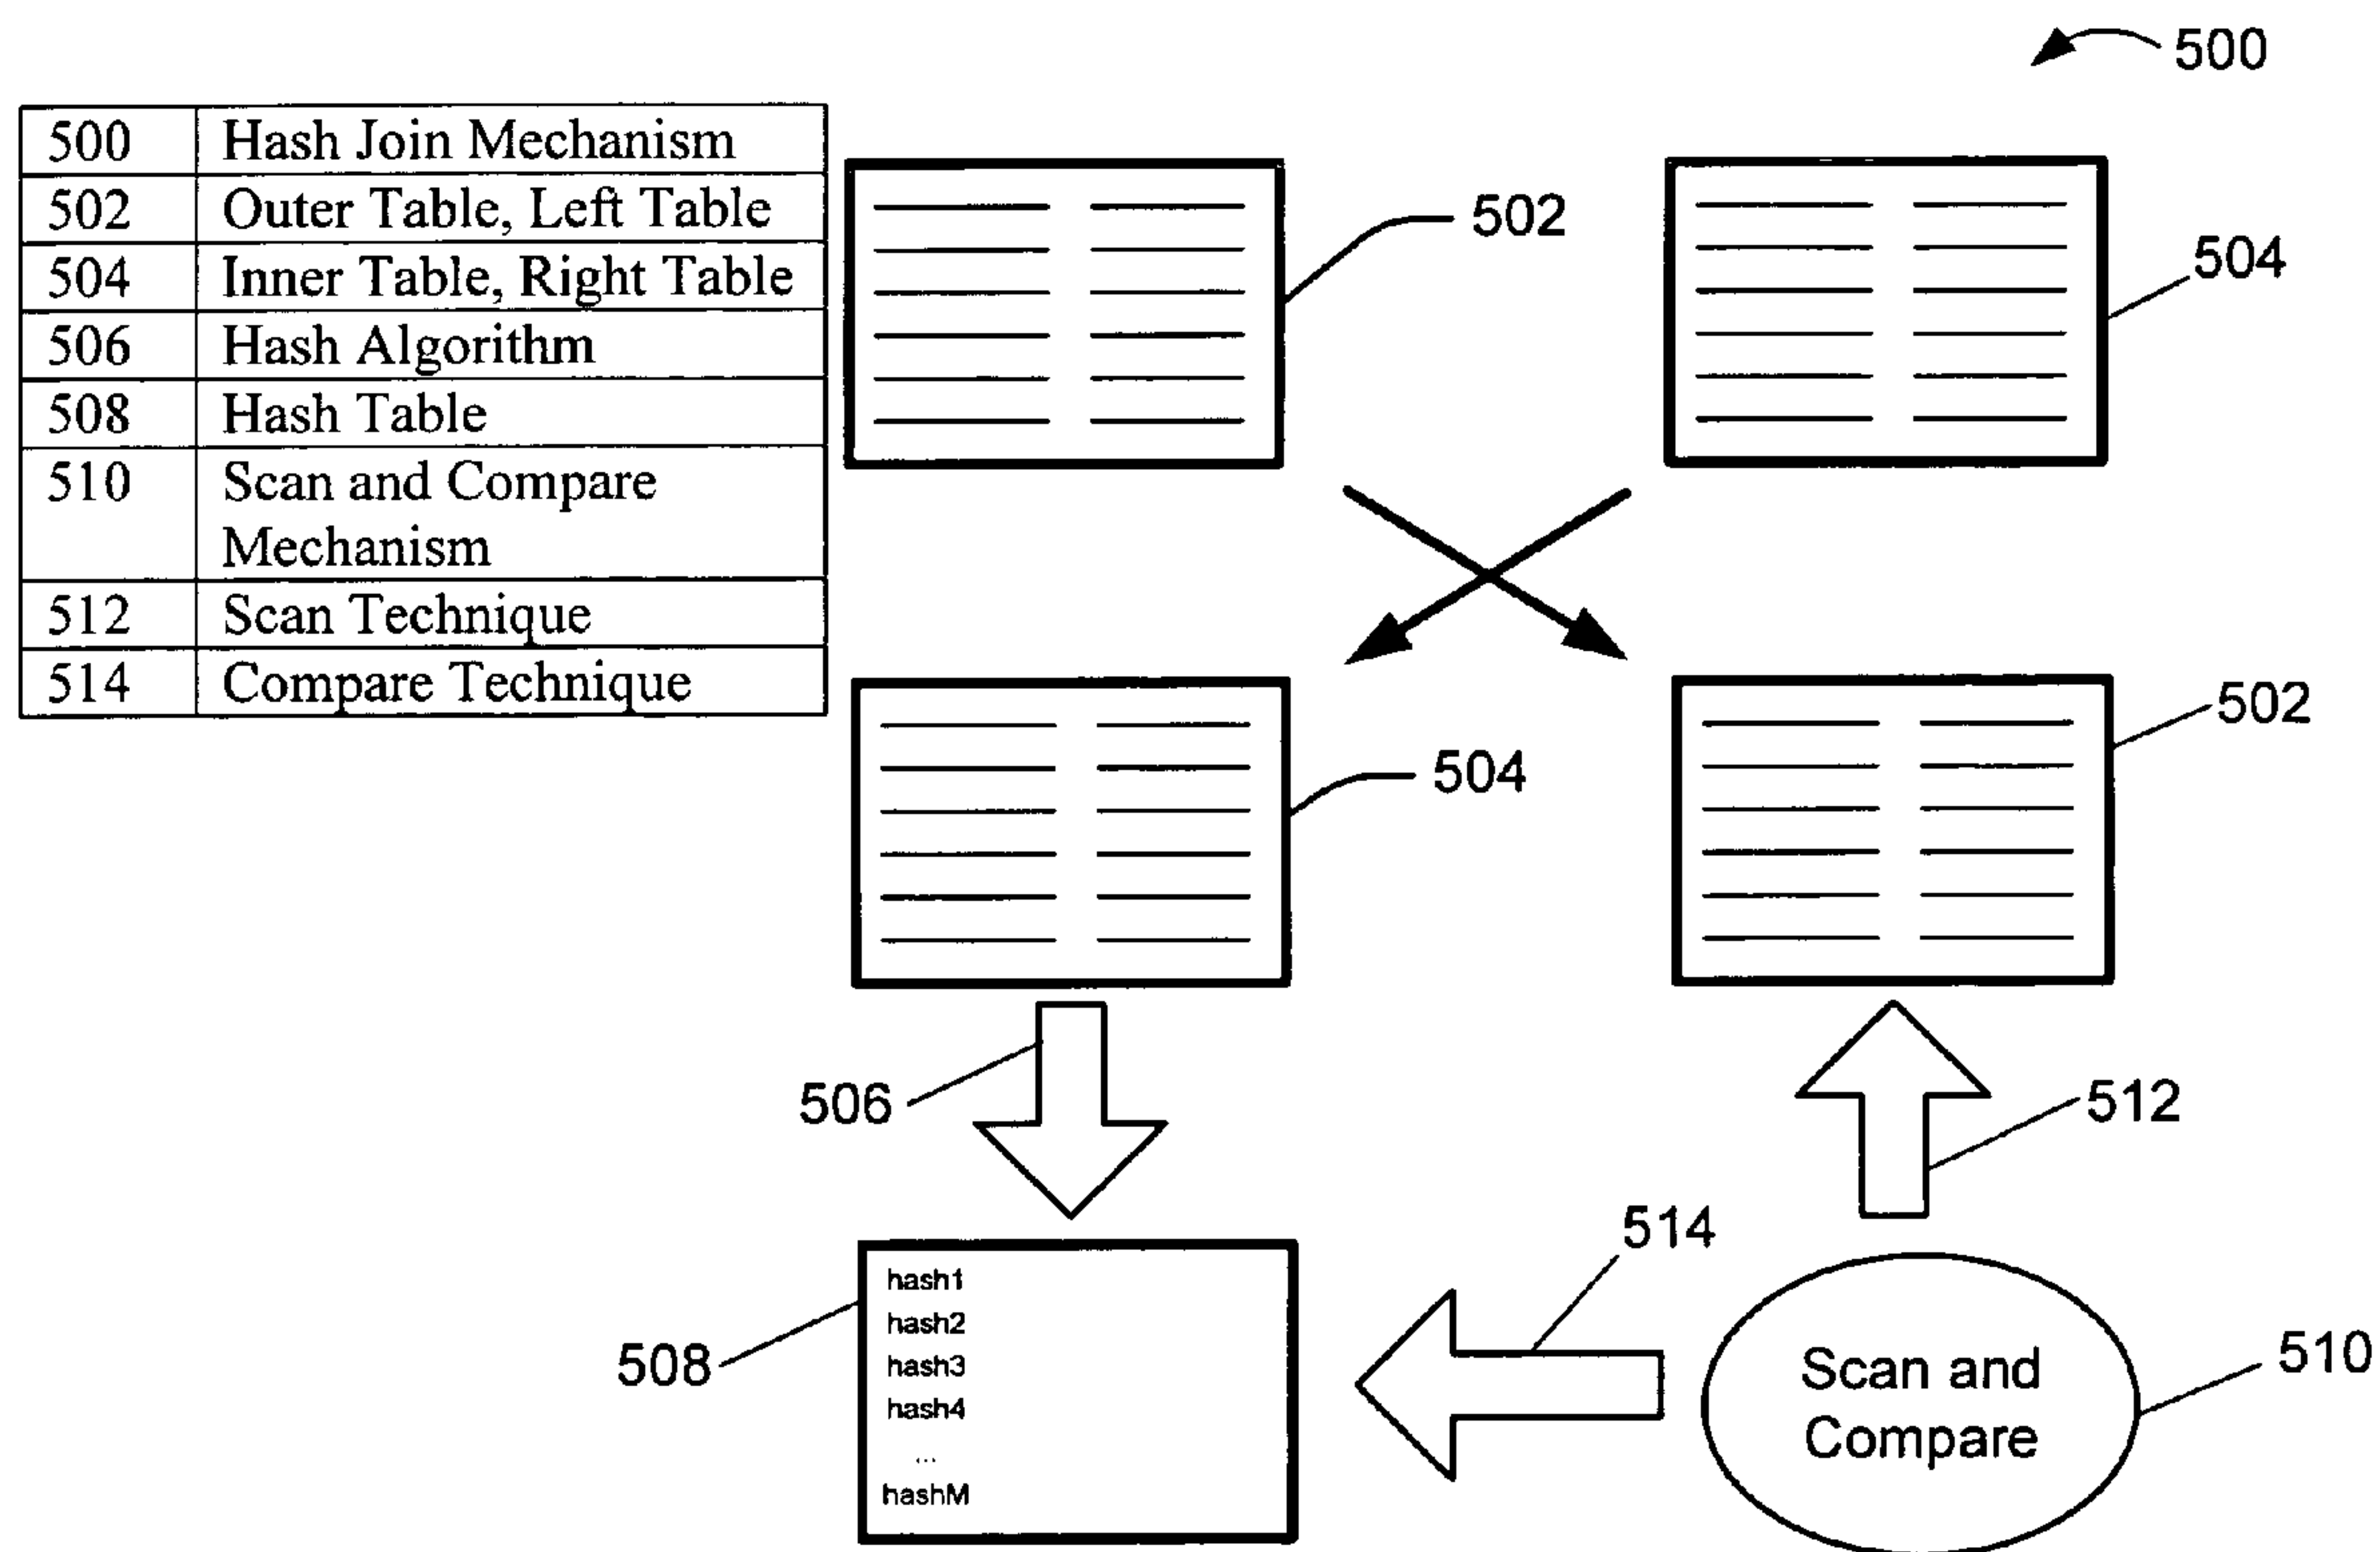 500
500 Hash Join Mechanism
502 Outer Table, Left Table
504 Inner Table, Right Table
506 Hash Algorithm
508 Hash Table
510 Scan and Compare
Mechanism
512 Scan Technique
514 Compare Technique
502
504
502
504
506
512
514
hash1
hash2
hash3
hash4
...
hashM
508
Scan and
Compare
510